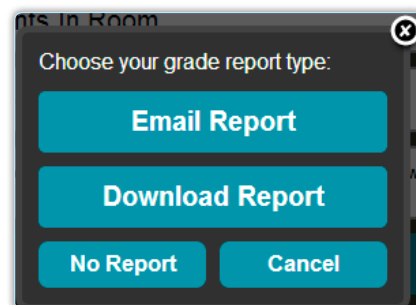 nts In Room
Choose your grade report type:
Email Report
Download Report
No Report
Cancel